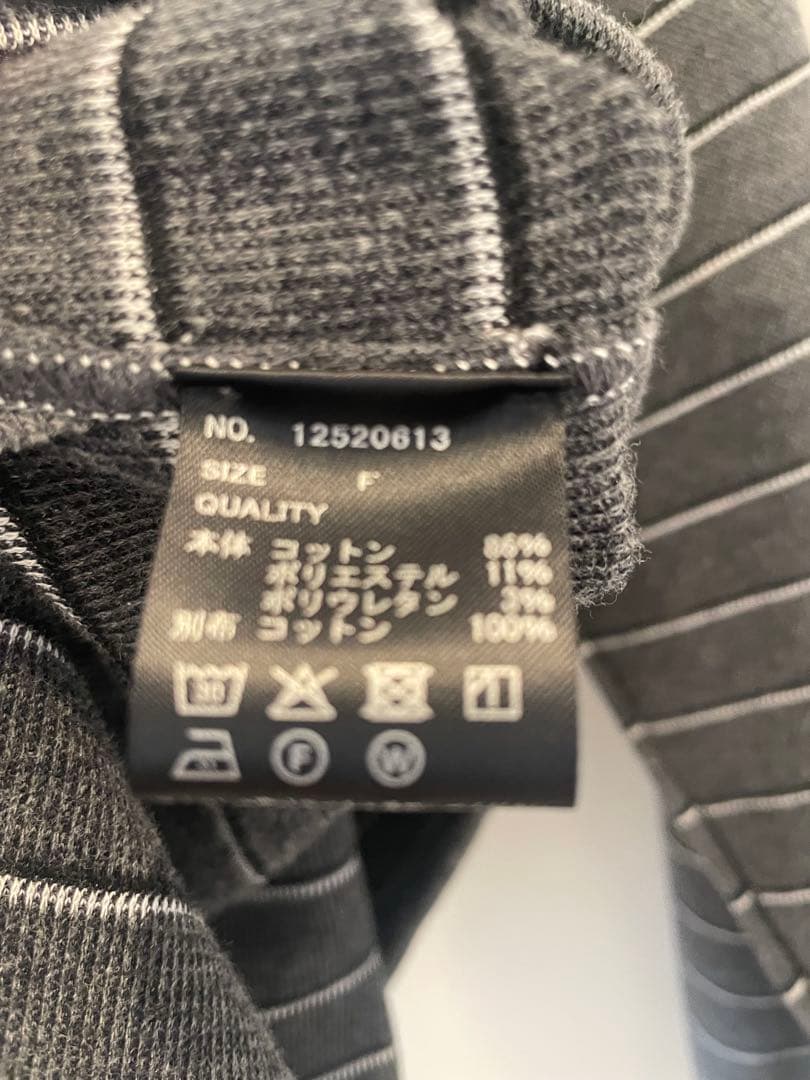 NO. 12520613
SIZE F
QUALITY
本体 コットン 86%
ポリエステル 11%
ポリウレタン 3%
別布 コットン 100%
F W